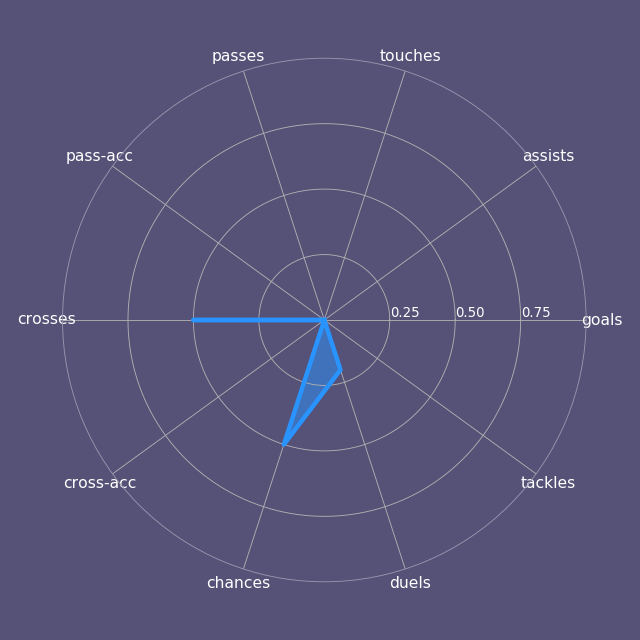 passes touches
pass-acc assists
crosses 0.25 0.50 0.75 goals
cross-acc tackles
chances duels